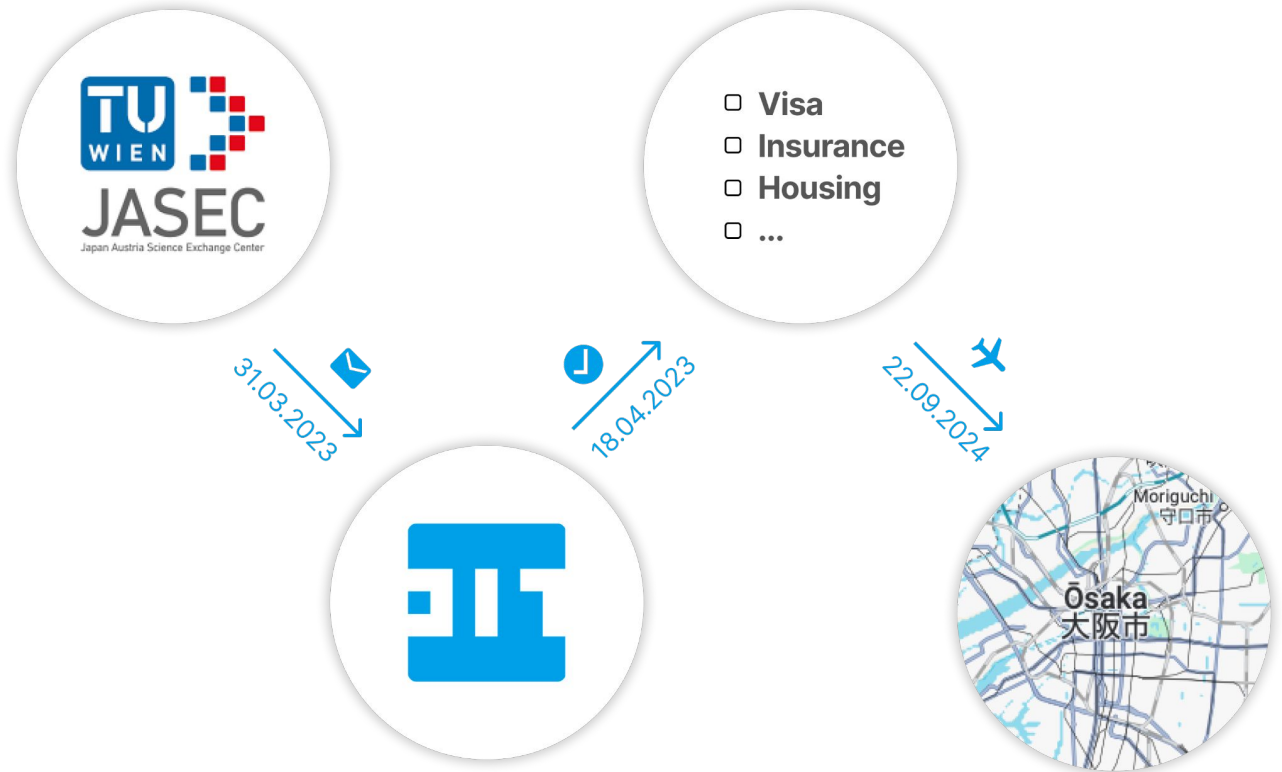 TU
WIEN
JASEC
Japan Austria Science Exchange Center
31.03.2023
18.04.2023
Visa
Insurance
Housing
...
22.09.2024
Moriguchi
守口市
Ōsaka
大阪市